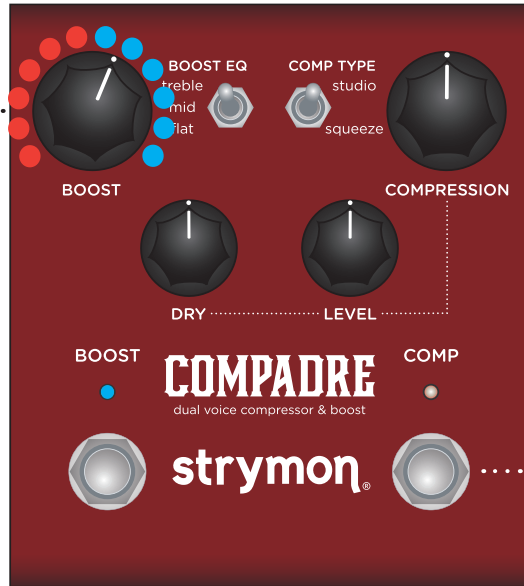 BOOST EQ
COMP TYPE
treble
mid
flat
studio
squeeze
BOOST
COMPRESSION
DRY
LEVEL
BOOST
COMP
COMPADRE
dual voice compressor & boost
strymon®